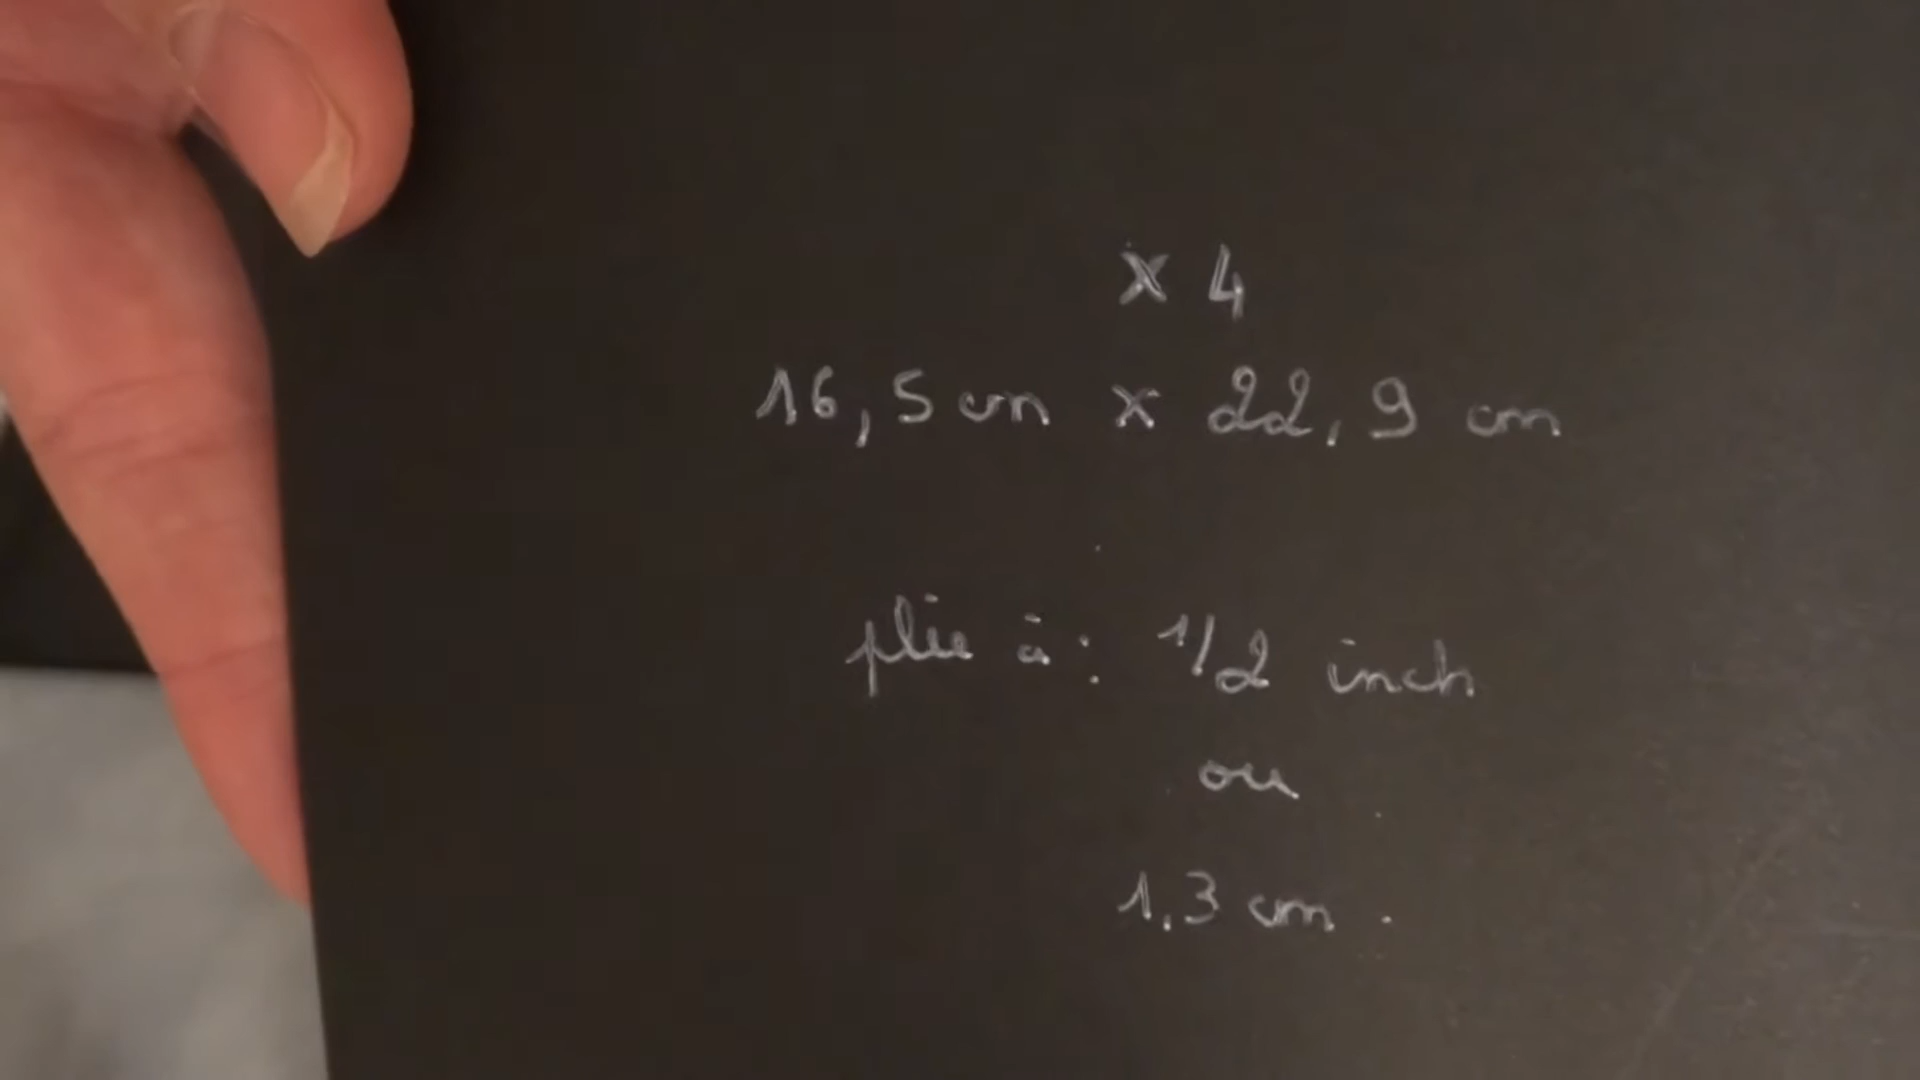 x 4
16,5 cm x 22,9 cm
plie à : 1/2 inch
ou
1,3 cm.